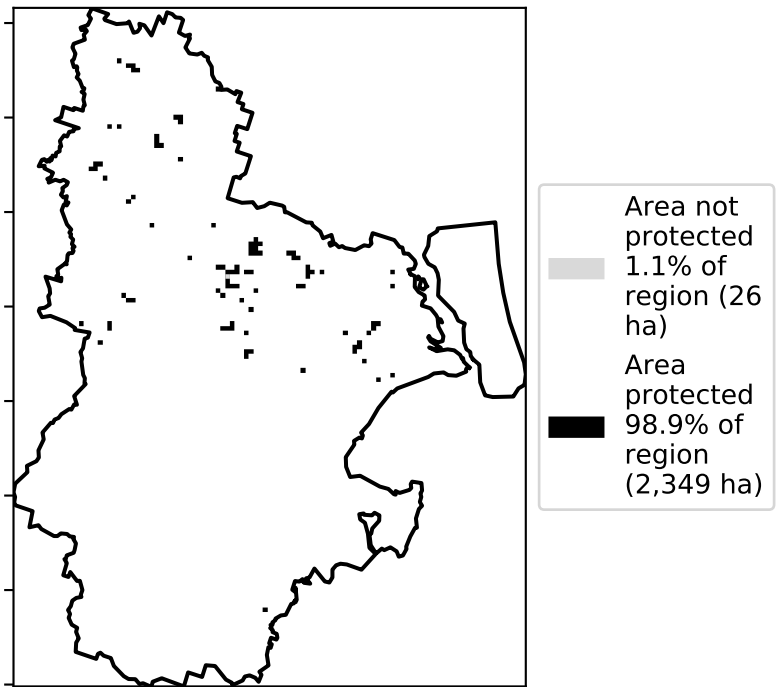 Area not
protected
1.1% of
region (26
ha)
Area
protected
98.9% of
region
(2,349 ha)